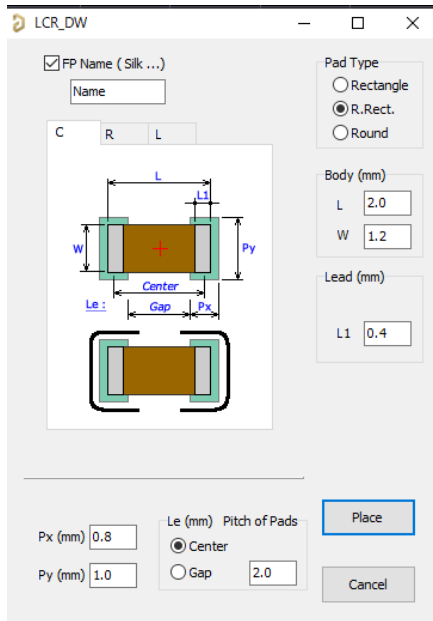 LCR_DW
FP Name ( Silk ...)
Name
C R L
L
L1
W
Py
Center
Le :
Gap
Px
Pad Type
Rectangle
R.Rect.
Round
Body (mm)
L 2.0
W 1.2
Lead (mm)
L1 0.4
Px (mm) 0.8
Py (mm) 1.0
Le (mm) Pitch of Pads
Center
Gap 2.0
Place
Cancel